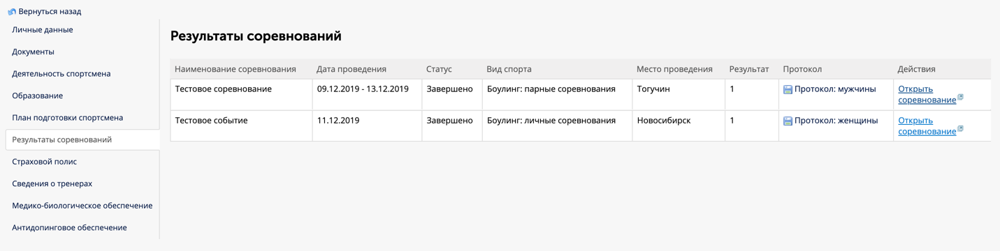 Вернуться назад
Личные данные
Документы
Деятельность спортсмена
Образование
План подготовки спортсмена
Результаты соревнований
Страховой полис
Сведения о тренерах
Медико-биологическое обеспечение
Антидопинговое обеспечение
Результаты соревнований
Наименование соревнования Дата проведения Статус Вид спорта Место проведения Результат Протокол Действия
Тестовое соревнование 09.12.2019 - 13.12.2019 Завершено Боулинг: парные соревнования Тогучин 1 Протокол: мужчины Открыть
соревнование
Тестовое событие 11.12.2019 Завершено Боулинг: личные соревнования Новосибирск 1 Протокол: женщины Открыть
соревнование